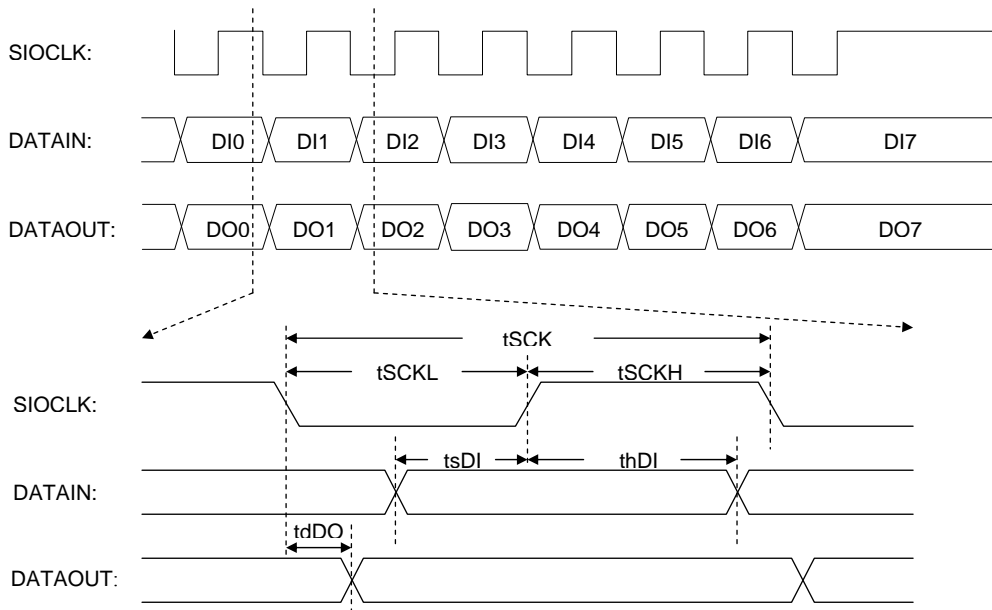 SIOCLK:
DATAIN: DI0 DI1 DI2 DI3 DI4 DI5 DI6 DI7
DATAOUT: DO0 DO1 DO2 DO3 DO4 DO5 DO6 DO7
tSCK
tSCKL tSCKH
SIOCLK:
tsDI thDI
DATAIN:
tdDO
DATAOUT: